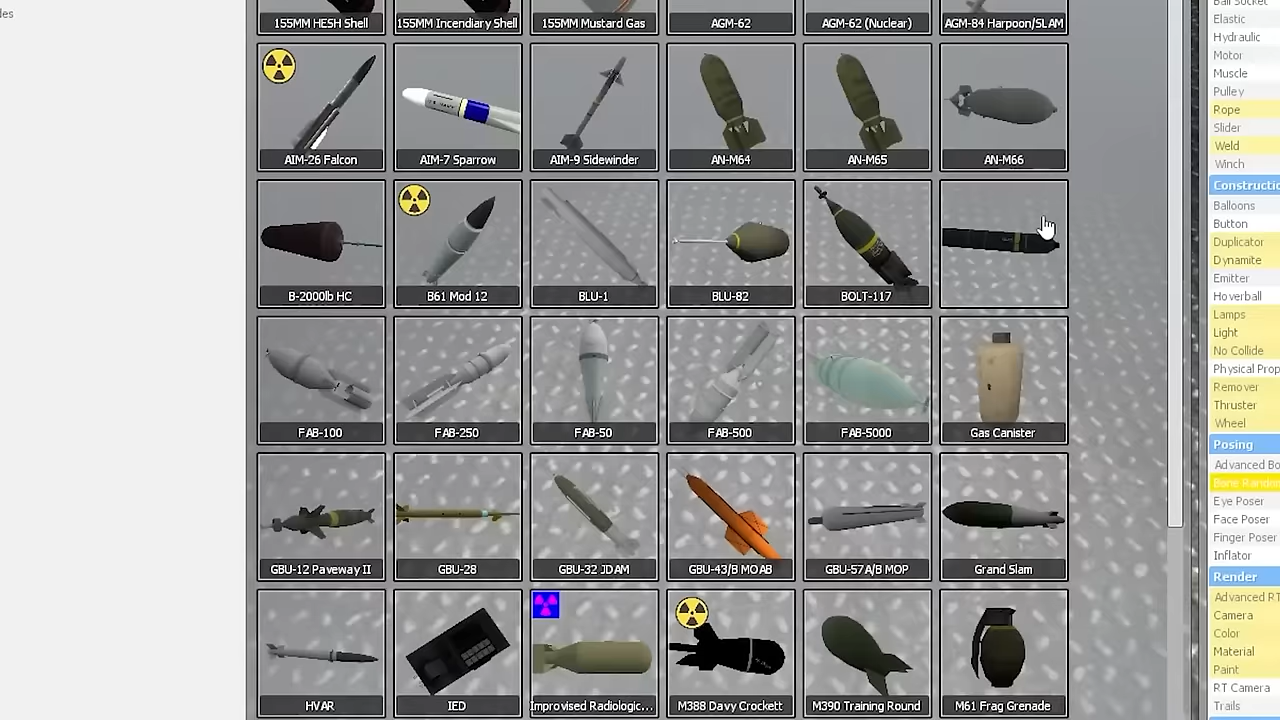 des
155MM HESH Shell
155MM Incendiary Shell
155MM Mustard Gas
AGM-62
AGM-62 (Nuclear)
AGM-84 Harpoon/SLAM
AIM-26 Falcon
AIM-7 Sparrow
AIM-9 Sidewinder
AN-M64
AN-M65
AN-M66
B-2000lb HC
B61 Mod 12
BLU-1
BLU-82
BOLT-117
FAB-100
FAB-250
FAB-50
FAB-500
FAB-5000
Gas Canister
GBU-12 Paveway II
GBU-28
GBU-32 JDAM
GBU-43/B MOAB
GBU-57A/B MOP
Grand Slam
HVAR
IED
Improvised Radiologic...
M388 Davy Crockett
M390 Training Round
M61 Frag Grenade
Ball Socket
Elastic
Hydraulic
Motor
Muscle
Pulley
Rope
Slider
Weld
Winch
Constructio
Balloons
Button
Duplicator
Dynamite
Emitter
Hoverball
Lamps
Light
No Collide
Physical Prop
Remover
Thruster
Wheel
Posing
Advanced Bo
Bone Random
Eye Poser
Face Poser
Finger Poser
Inflator
Render
Advanced RT
Camera
Color
Material
Paint
RT Camera
Trails